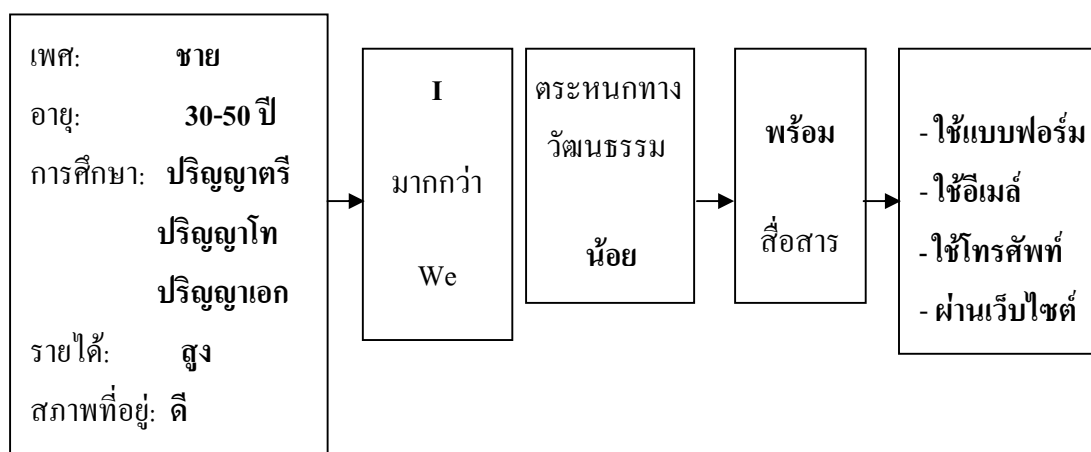 เพศ: ชาย
อายุ: 30-50 ปี
การศึกษา: ปริญญาตรี
ปริญญาโท
ปริญญาเอก
รายได้: สูง
สภาพที่อยู่: ดี
I
มากกว่า
We
ตระหนกทาง
วัฒนธรรม
น้อย
พร้อม
สื่อสาร
- ใช้แบบฟอร์ม
- ใช้อีเมล์
- ใช้โทรศัพท์
- ผ่านเว็บไซต์